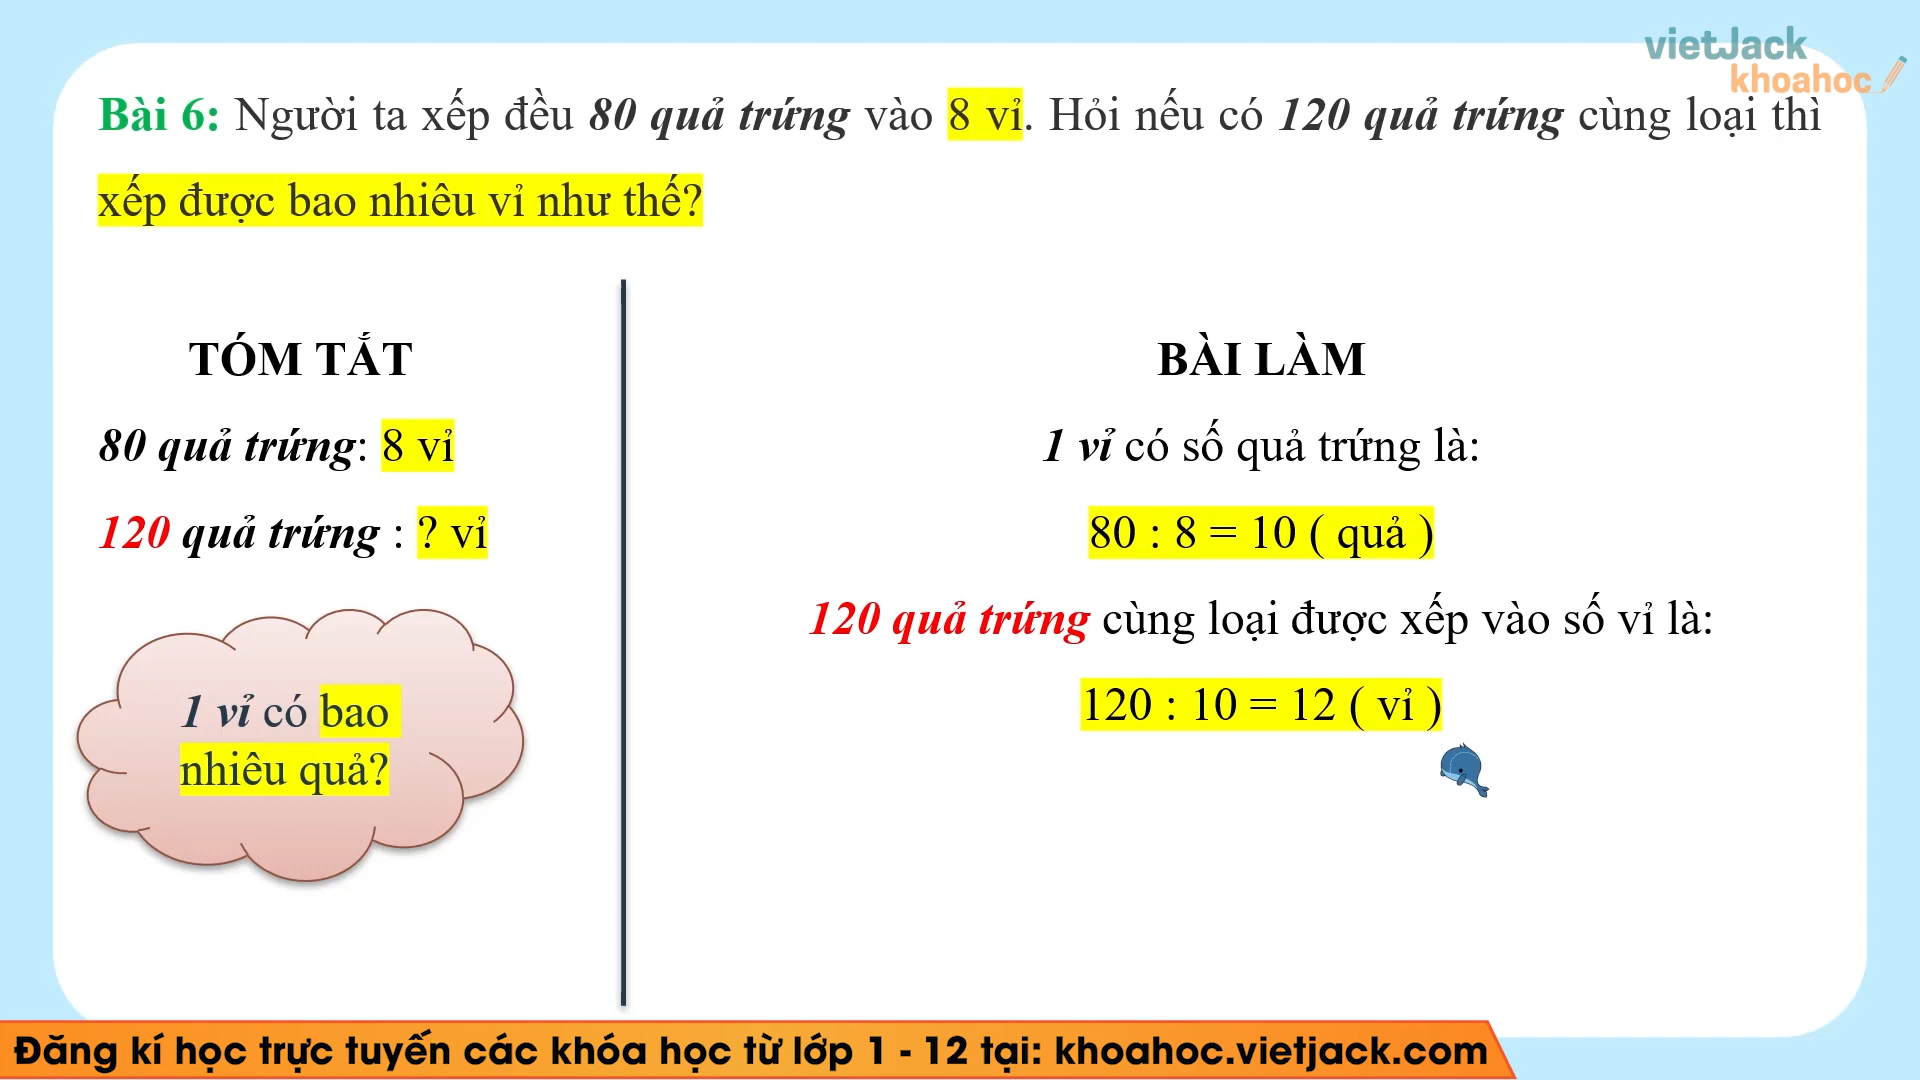 vietJack
khoahoc
Bài 6: Người ta xếp đều 80 quả trứng vào 8 vỉ. Hỏi nếu có 120 quả trứng cùng loại thì
xếp được bao nhiêu vỉ như thế?
TÓM TẮT
80 quả trứng: 8 vỉ
120 quả trứng : ? vỉ
1 vỉ có bao
nhiêu quả?
BÀI LÀM
1 vỉ có số quả trứng là:
80 : 8 = 10 ( quả )
120 quả trứng cùng loại được xếp vào số vỉ là:
120 : 10 = 12 ( vỉ )
Đăng kí học trực tuyến các khóa học từ lớp 1 - 12 tại: khoahoc.vietjack.com